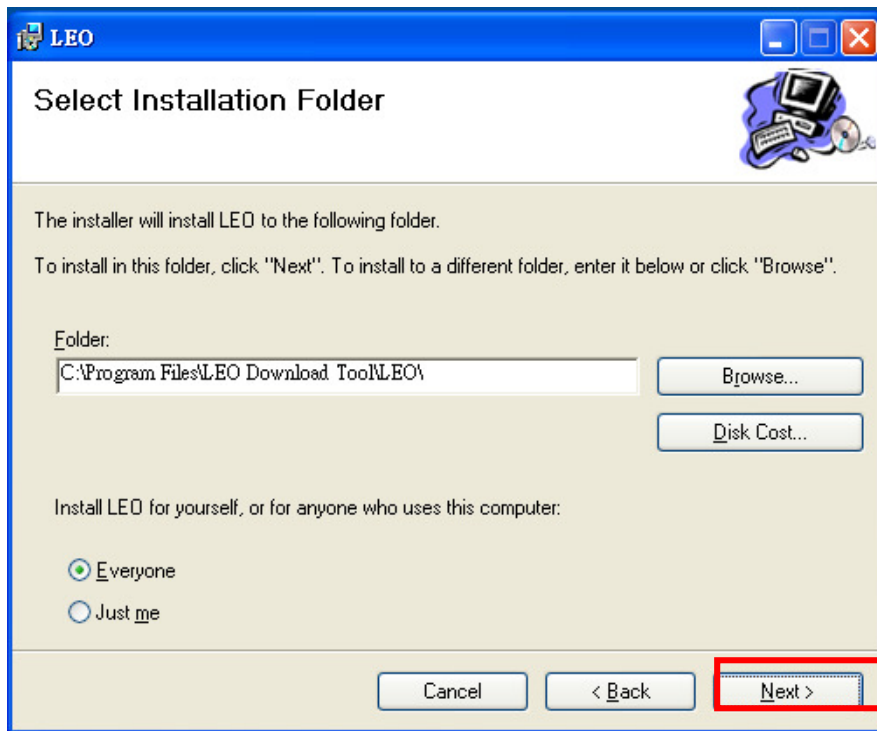 LEO
Select Installation Folder
The installer will install LEO to the following folder.
To install in this folder, click "Next". To install to a different folder, enter it below or click "Browse".
Folder:
C:\Program Files\LEO Download Tool\LEO\
Browse...
Disk Cost...
Install LEO for yourself, or for anyone who uses this computer:
Everyone
Just me
Cancel
< Back
Next >